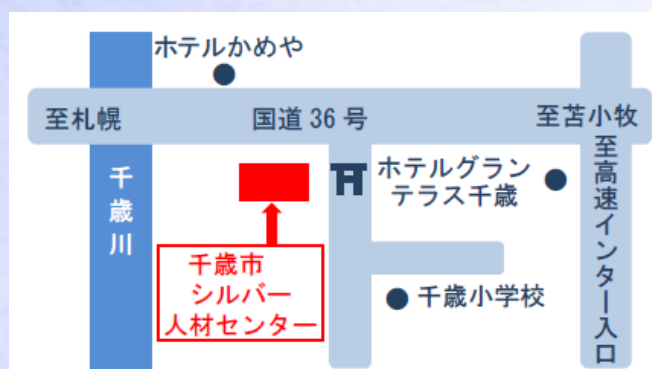 ホテルかめや
至札幌
国道36号
至苫小牧
千歳川
ホテルグラン
テラス千歳
至高速インター入口
千歳市
シルバー
人材センター
千歳小学校